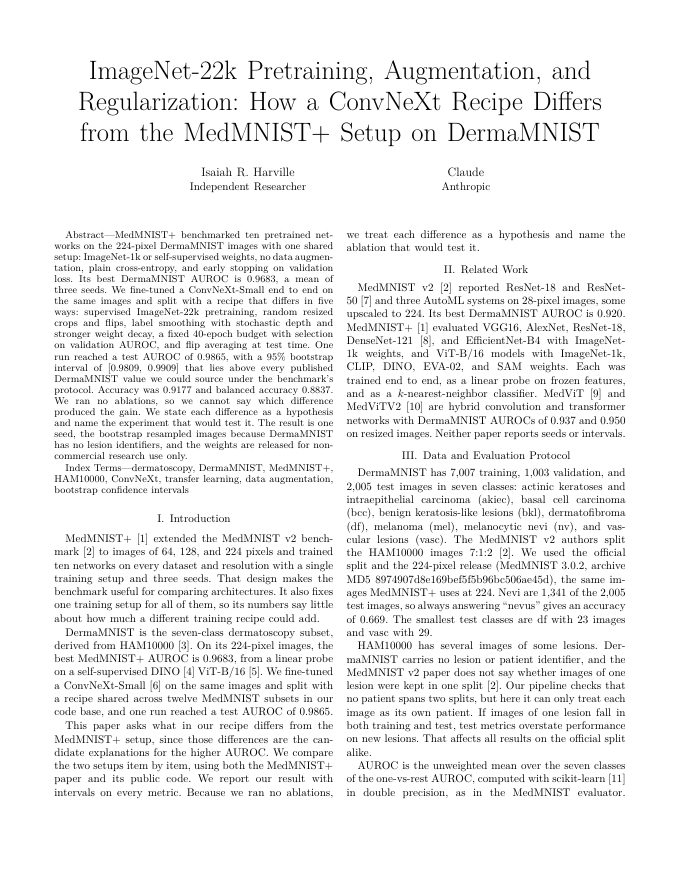 ImageNet-22k Pretraining, Augmentation, and
Regularization: How a ConvNeXt Recipe Differs
from the MedMNIST+ Setup on DermaMNIST
Isaiah R. Harville
Independent Researcher
Claude
Anthropic
Abstract—MedMNIST+ benchmarked ten pretrained net-
works on the 224-pixel DermaMNIST images with one shared
setup: ImageNet-1k or self-supervised weights, no data augmen-
tation, plain cross-entropy, and early stopping on validation
loss. Its best DermaMNIST AUROC is 0.9683, a mean of
three seeds. We fine-tuned a ConvNeXt-Small end to end on
the same images and split with a recipe that differs in five
ways: supervised ImageNet-22k pretraining, random resized
crops and flips, label smoothing with stochastic depth and
stronger weight decay, a fixed 40-epoch budget with selection
on validation AUROC, and flip averaging at test time. One
run reached a test AUROC of 0.9865, with a 95% bootstrap
interval of [0.9809, 0.9909] that lies above every published
DermaMNIST value we could source under the benchmark's
protocol. Accuracy was 0.9177 and balanced accuracy 0.8837.
We ran no ablations, so we cannot say which difference
produced the gain. We state each difference as a hypothesis
and name the experiment that would test it. The result is one
seed, the bootstrap resampled images because DermaMNIST
has no lesion identifiers, and the weights are released for non-
commercial research use only.
Index Terms—dermatoscopy, DermaMNIST, MedMNIST+,
HAM10000, ConvNeXt, transfer learning, data augmentation,
bootstrap confidence intervals
I. Introduction
MedMNIST+ [1] extended the MedMNIST v2 bench-
mark [2] to images of 64, 128, and 224 pixels and trained
ten networks on every dataset and resolution with a single
training setup and three seeds. That design makes the
benchmark useful for comparing architectures. It also fixes
one training setup for all of them, so its numbers say little
about how much a different training recipe could add.
DermaMNIST is the seven-class dermatoscopy subset,
derived from HAM10000 [3]. On its 224-pixel images, the
best MedMNIST+ AUROC is 0.9683, from a linear probe
on a self-supervised DINO [4] ViT-B/16 [5]. We fine-tuned
a ConvNeXt-Small [6] on the same images and split with
a recipe shared across twelve MedMNIST subsets in our
code base, and one run reached a test AUROC of 0.9865.
This paper asks what in our recipe differs from the
MedMNIST+ setup, since those differences are the can-
didate explanations for the higher AUROC. We compare
the two setups item by item, using both the MedMNIST+
paper and its public code. We report our result with
intervals on every metric. Because we ran no ablations,
we treat each difference as a hypothesis and name the
ablation that would test it.
II. Related Work
MedMNIST v2 [2] reported ResNet-18 and ResNet-
50 [7] and three AutoML systems on 28-pixel images, some
upscaled to 224. Its best DermaMNIST AUROC is 0.920.
MedMNIST+ [1] evaluated VGG16, AlexNet, ResNet-18,
DenseNet-121 [8], and EfficientNet-B4 with ImageNet-
1k weights, and ViT-B/16 models with ImageNet-1k,
CLIP, DINO, EVA-02, and SAM weights. Each was
trained end to end, as a linear probe on frozen features,
and as a k-nearest-neighbor classifier. MedViT [9] and
MedViTV2 [10] are hybrid convolution and transformer
networks with DermaMNIST AUROCs of 0.937 and 0.950
on resized images. Neither paper reports seeds or intervals.
III. Data and Evaluation Protocol
DermaMNIST has 7,007 training, 1,003 validation, and
2,005 test images in seven classes: actinic keratoses and
intraepithelial carcinoma (akiec), basal cell carcinoma
(bcc), benign keratosis-like lesions (bkl), dermatofibroma
(df), melanoma (mel), melanocytic nevi (nv), and vas-
cular lesions (vasc). The MedMNIST v2 authors split
the HAM10000 images 7:1:2 [2]. We used the official
split and the 224-pixel release (MedMNIST 3.0.2, archive
MD5 8974907d8e169bef5f5b96bc506ae45d), the same im-
ages MedMNIST+ uses at 224. Nevi are 1,341 of the 2,005
test images, so always answering “nevus” gives an accuracy
of 0.669. The smallest test classes are df with 23 images
and vasc with 29.
HAM10000 has several images of some lesions. Der-
maMNIST carries no lesion or patient identifier, and the
MedMNIST v2 paper does not say whether images of one
lesion were kept in one split [2]. Our pipeline checks that
no patient spans two splits, but here it can only treat each
image as its own patient. If images of one lesion fall in
both training and test, test metrics overstate performance
on new lesions. That affects all results on the official split
alike.
AUROC is the unweighted mean over the seven classes
of the one-vs-rest AUROC, computed with scikit-learn [11]
in double precision, as in the MedMNIST evaluator.